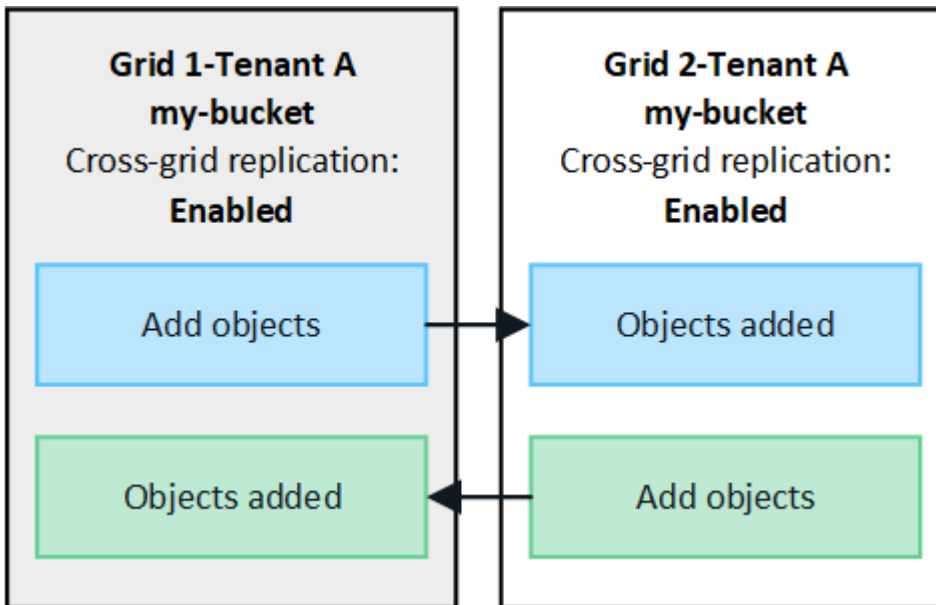 Grid 1-Tenant A
my-bucket
Cross-grid replication:
Enabled
Add objects
Objects added
Grid 2-Tenant A
my-bucket
Cross-grid replication:
Enabled
Objects added
Add objects